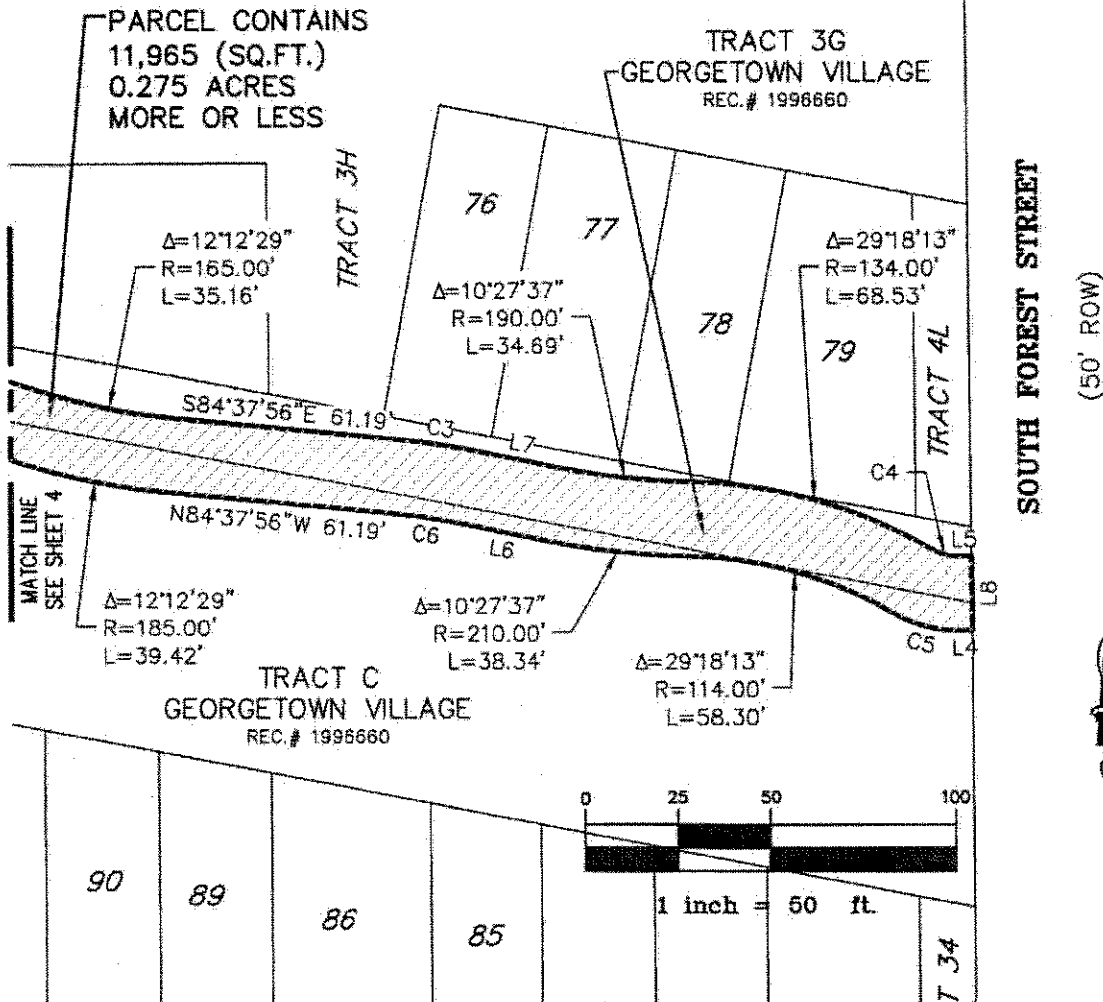 PARCEL CONTAINS
11,965 (SQ.FT.)
0.275 ACRES
MORE OR LESS
TRACT 3G
GEORGETOWN VILLAGE
REC.# 1996660
TRACT 3H
76
77
78
79
TRACT 4L
SOUTH FOREST STREET
(50' ROW)
Δ=12°12'29"
R=165.00'
L=35.16'
Δ=10°27'37"
R=190.00'
L=34.69'
Δ=29°18'13"
R=134.00'
L=68.53'
S84°37'56"E 61.19'
C3
L7
C4
L5
L8
MATCH LINE
SEE SHEET 4
N84°37'56"W 61.19'
C6
L6
C5
L4
Δ=12°12'29"
R=185.00'
L=39.42'
Δ=10°27'37"
R=210.00'
L=38.34'
Δ=29°18'13"
R=114.00'
L=58.30'
TRACT C
GEORGETOWN VILLAGE
REC.# 1996660
0 25 50 100
1 inch = 50 ft.
90
89
86
85
T 34